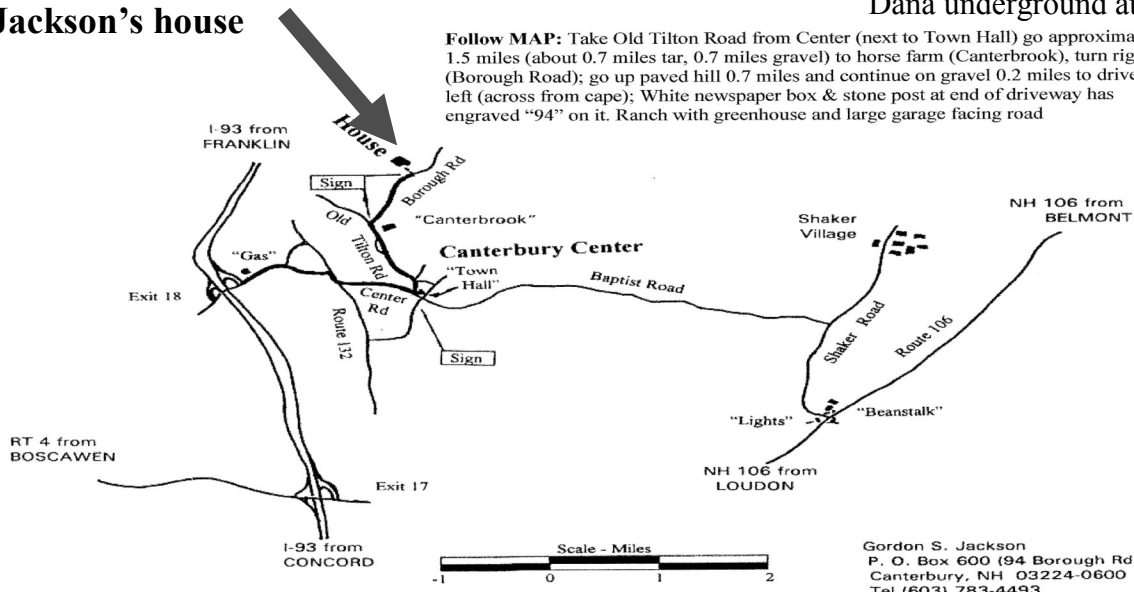 Jackson's house
Dana underground at
Follow MAP: Take Old Tilton Road from Center (next to Town Hall) go approxima
1.5 miles (about 0.7 miles tar, 0.7 miles gravel) to horse farm (Canterbrook), turn rig
(Borough Road); go up paved hill 0.7 miles and continue on gravel 0.2 miles to drive
left (across from cape); White newspaper box & stone post at end of driveway has
engraved "94" on it. Ranch with greenhouse and large garage facing road
I-93 from
FRANKLIN
House
Sign
Borough Rd
Old
Tilton Rd
"Canterbrook"
Canterbury Center
"Gas"
"Town
Hall"
Exit 18
Center
Rd
Route 132
Sign
Baptist Road
Shaker
Village
NH 106 from
BELMONT
Shaker Road
Route 106
"Lights"
"Beanstalk"
NH 106 from
LOUDON
RT 4 from
BOSCAWEN
Exit 17
I-93 from
CONCORD
Scale - Miles
-1 0 1 2
Gordon S. Jackson
P. O. Box 600 (94 Borough Rd
Canterbury, NH 03224-0600
Tel (603) 783-4493